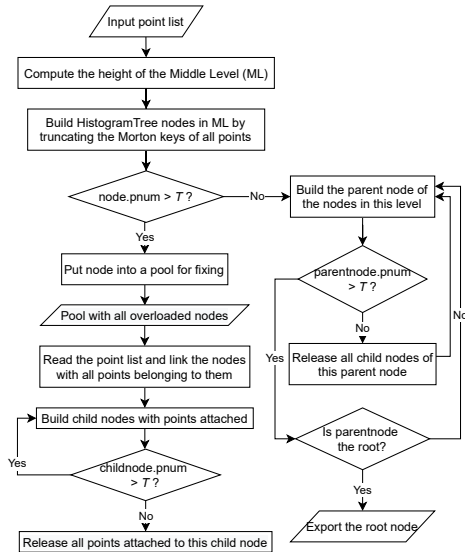 Input point list
Compute the height of the Middle Level (ML)
Build HistogramTree nodes in ML by
truncating the Morton keys of all points
node.pnum > T ?
No
Yes
Put node into a pool for fixing
Pool with all overloaded nodes
Read the point list and link the nodes
with all points belonging to them
Build child nodes with points attached
Yes
childnode.pnum
> T ?
No
Release all points attached to this child node
Build the parent node of
the nodes in this level
parentnode.pnum
> T ?
No
Yes
Release all child nodes of
this parent node
No
Is parentnode
the root?
Yes
Export the root node